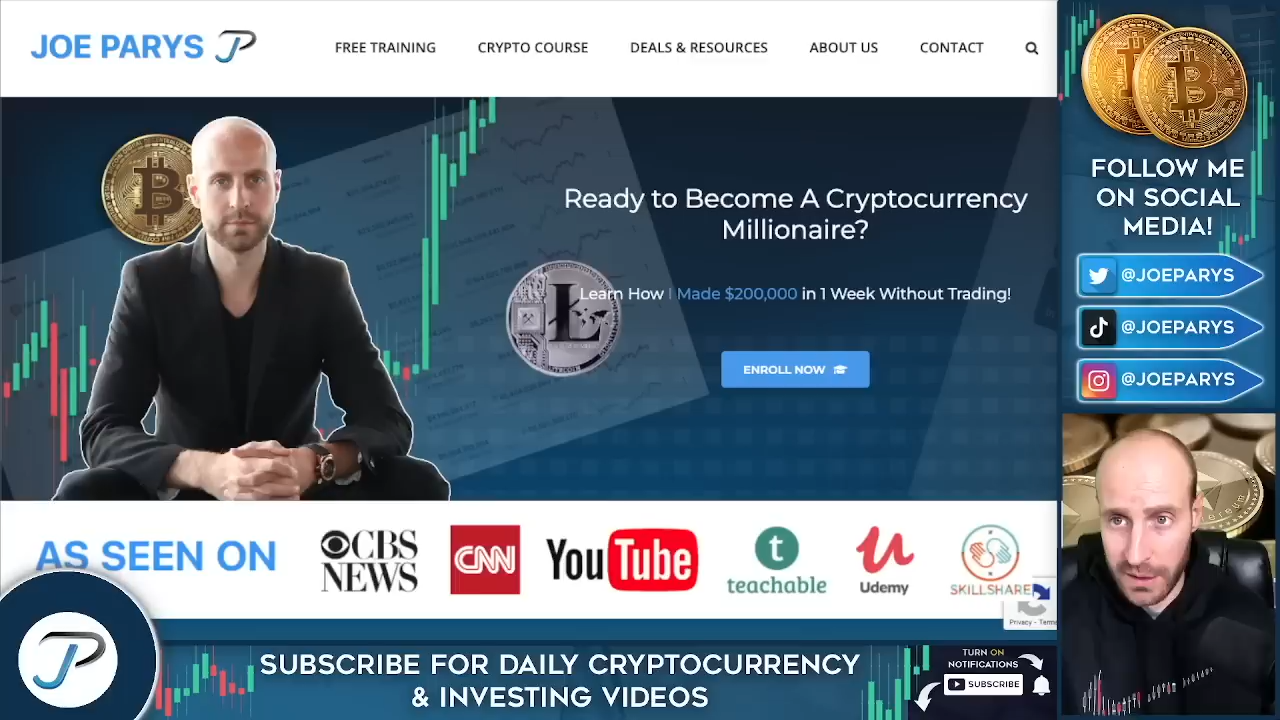 JOE PARYS
FREE TRAINING
CRYPTO COURSE
DEALS & RESOURCES
ABOUT US
CONTACT
Ready to Become A Cryptocurrency
Millionaire?
Learn How I Made $200,000 in 1 Week Without Trading!
ENROLL NOW
AS SEEN ON
CBS
NEWS
CNN
YouTube
teachable
Udemy
SKILLSHARE
Privacy - Terms
SUBSCRIBE FOR DAILY CRYPTOCURRENCY
& INVESTING VIDEOS
TURN ON
NOTIFICATIONS
SUBSCRIBE
FOLLOW ME
ON SOCIAL
MEDIA!
@JOEPARYS
@JOEPARYS
@JOEPARYS